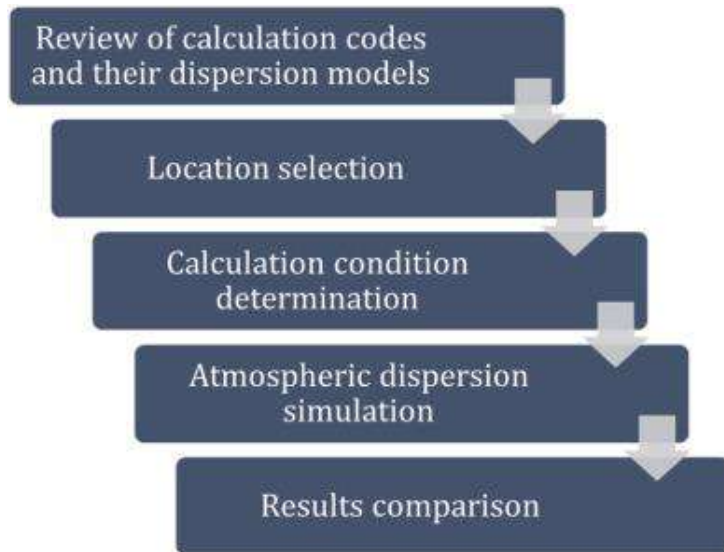 Review of calculation codes
and their dispersion models
Location selection
Calculation condition
determination
Atmospheric dispersion
simulation
Results comparison